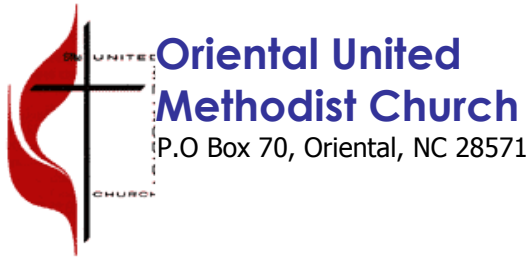 UNITED
Oriental United
Methodist Church
P.O Box 70, Oriental, NC 28571
CHURCH